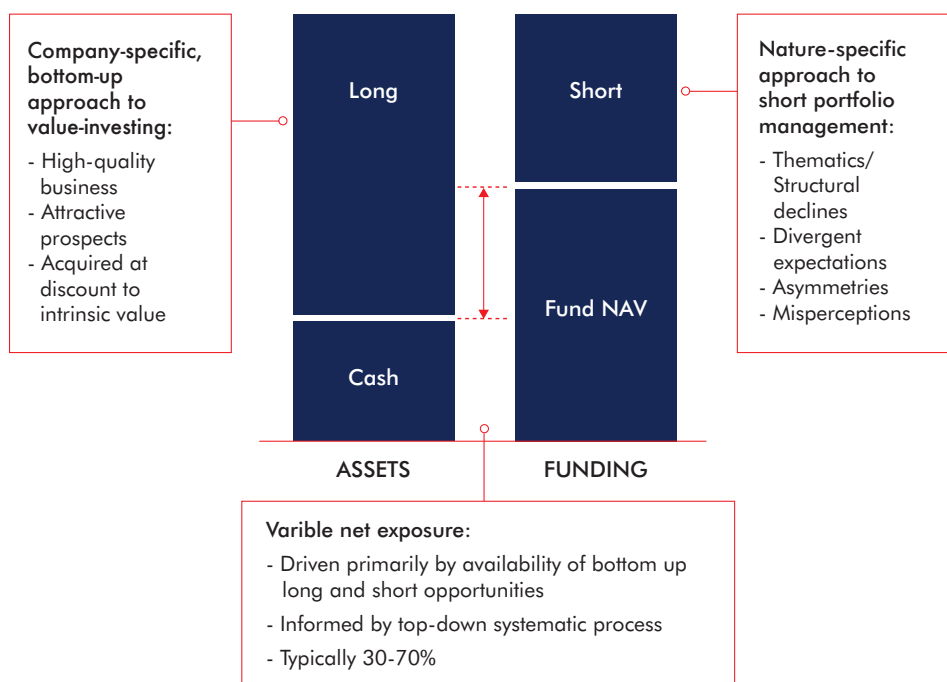 Company-specific,
bottom-up
approach to
value-investing:
- High-quality
business
- Attractive
prospects
- Acquired at
discount to
intrinsic value
Long
Cash
ASSETS
Short
Fund NAV
FUNDING
Nature-specific
approach to
short portfolio
management:
- Thematics/
Structural
declines
- Divergent
expectations
- Asymmetries
- Misperceptions
Varible net exposure:
- Driven primarily by availability of bottom up
long and short opportunities
- Informed by top-down systematic process
- Typically 30-70%